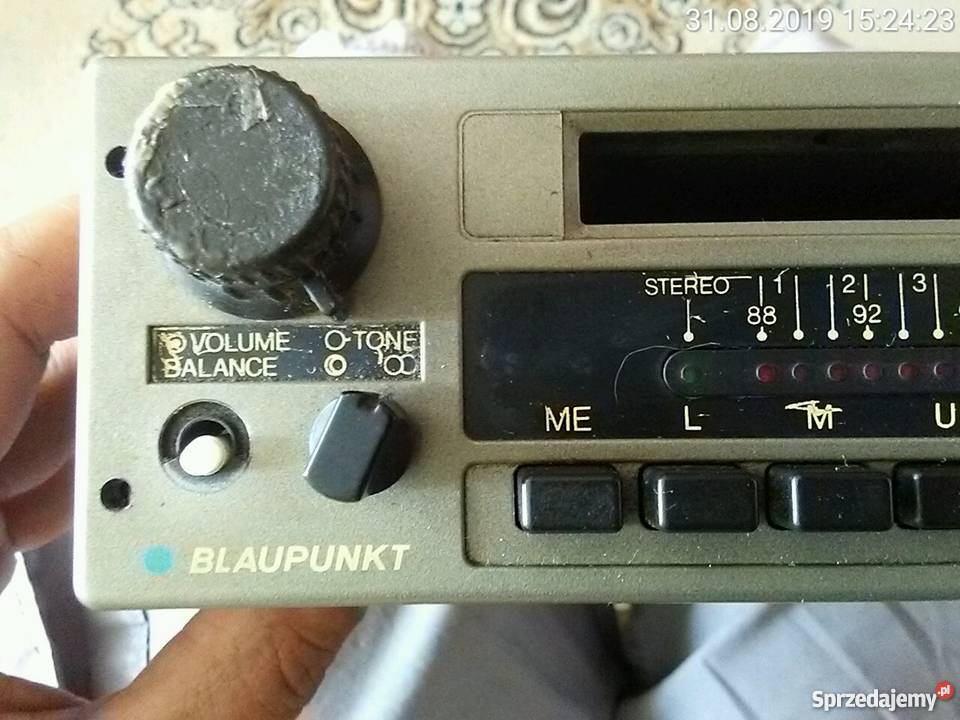 31.08.2019 15:24:23
STEREO 1 2 3
88 92
VOLUME TONE
BALANCE
ME L M U
BLAUPUNKT
Sprzedajemy.pl